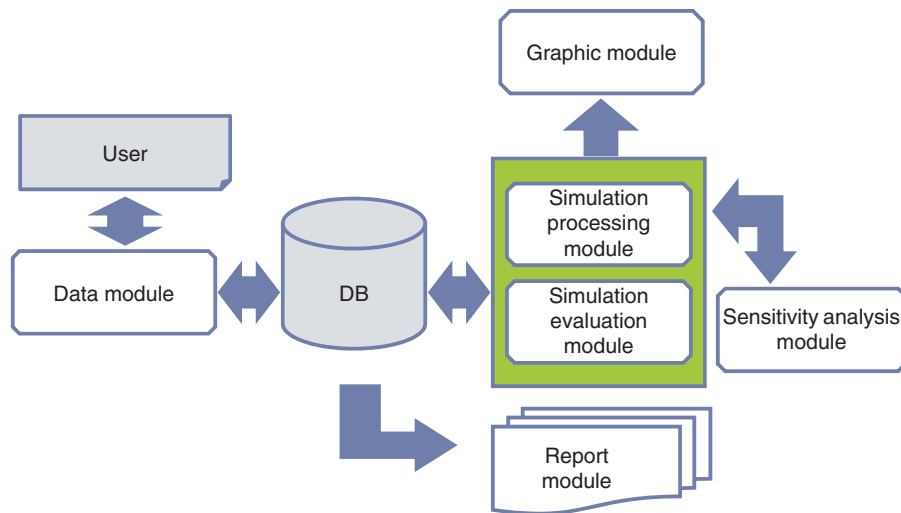 Graphic module
User
Simulation
processing
module
Data module
DB
Simulation
evaluation
module
Sensitivity analysis
module
Report
module